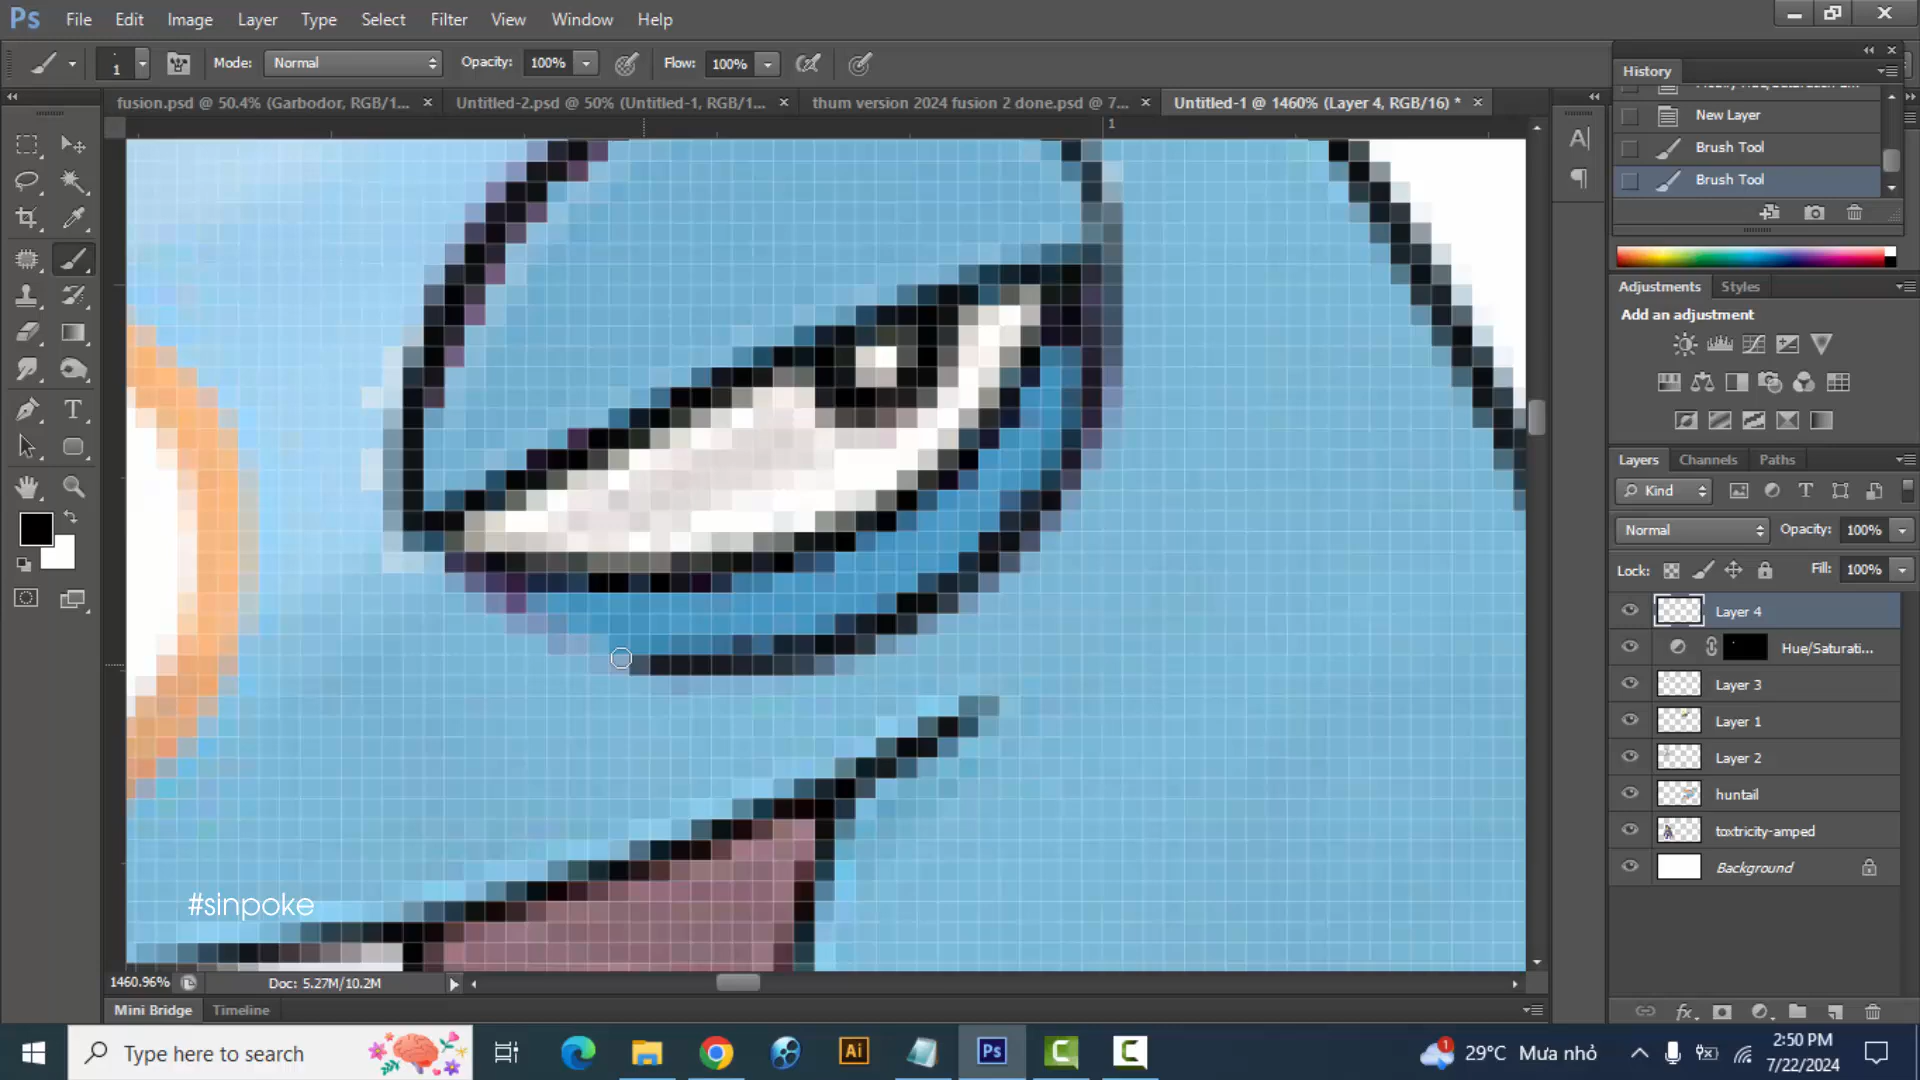 Ps File Edit Image Layer Type Select Filter View Window Help
1 Mode: Normal Opacity: 100% Flow: 100%
History
New Layer
Brush Tool
Brush Tool
fusion.psd @ 50.4% (Garbodor, RGB/1... Untitled-2.psd @ 50% (Untitled-1, RGB/1... thum version 2024 fusion 2 done.psd @ 7... Untitled-1 @ 1460% (Layer 4, RGB/16) *
1
Adjustments Styles
Add an adjustment
Layers Channels Paths
Kind
Normal Opacity: 100%
Lock: Fill: 100%
Layer 4
Hue/Saturati...
Layer 3
Layer 1
Layer 2
huntail
toxtricity-amped
Background
#sinpoke
1460.96% Doc: 5.27M/10.2M
Mini Bridge Timeline
Type here to search
Ai Ps
1 29°C Mưa nhỏ
2:50 PM
7/22/2024